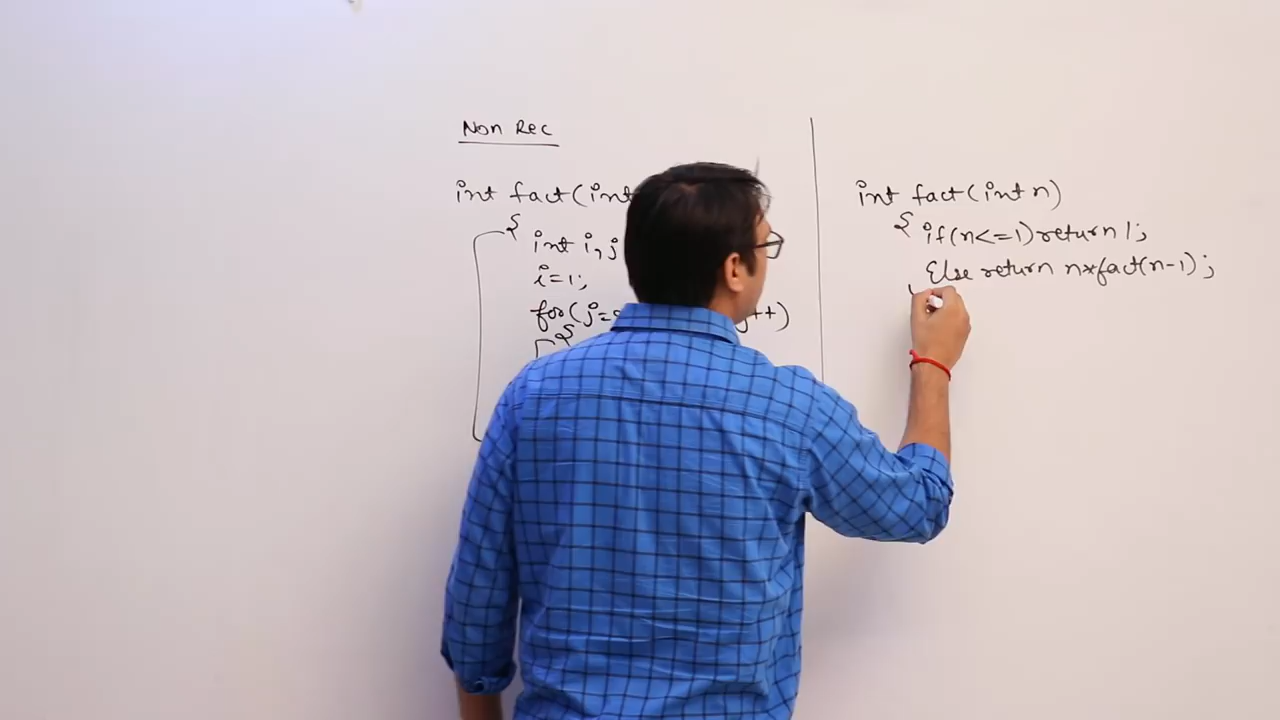 Non Rec
int fact(int
{
int i, j
i=1;
for(j= j++)
{
int fact(int n)
{ if(n<=1) return 1;
Else return n*fact(n-1);